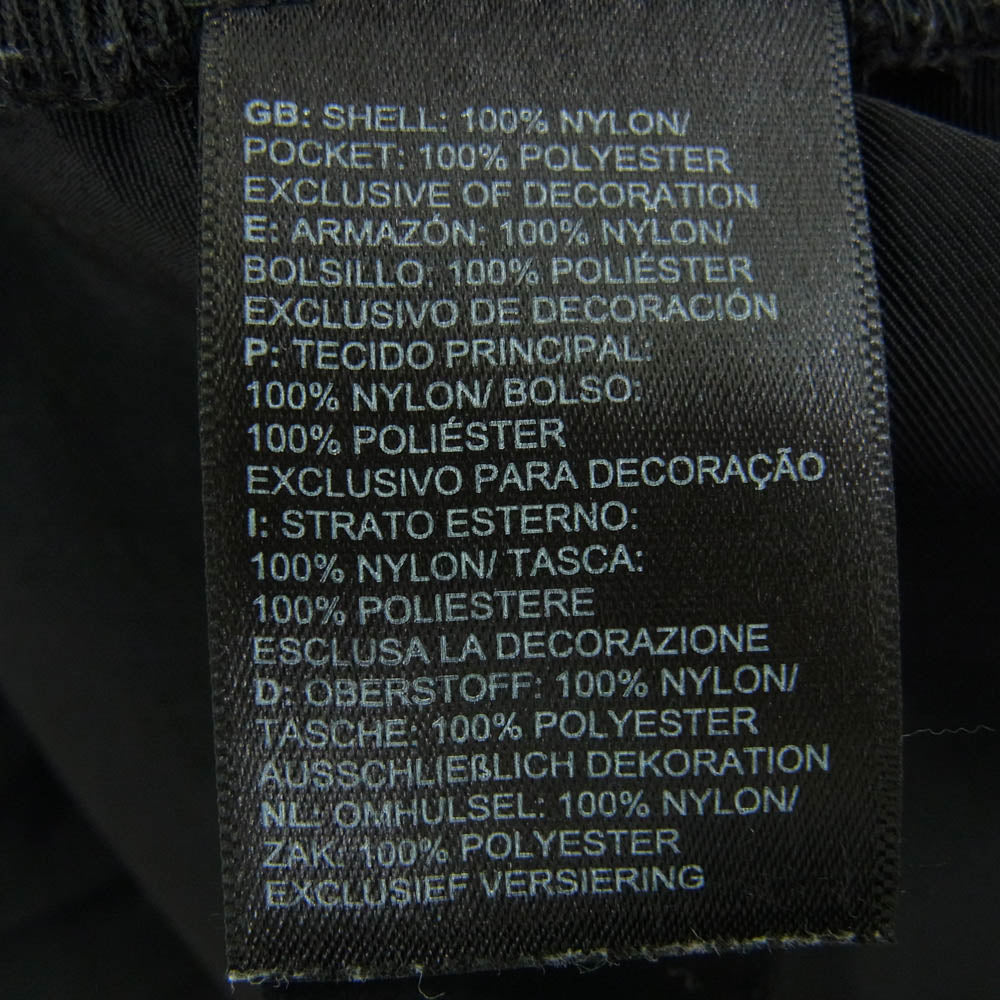 GB: SHELL: 100% NYLON/
POCKET: 100% POLYESTER
EXCLUSIVE OF DECORATION
E: ARMAZÓN: 100% NYLON/
BOLSILLO: 100% POLIÉSTER
EXCLUSIVO DE DECORACIÓN
P: TECIDO PRINCIPAL:
100% NYLON/ BOLSO:
100% POLIÉSTER
EXCLUSIVO PARA DECORAÇÃO
I: STRATO ESTERNO:
100% NYLON/ TASCA:
100% POLIESTERE
ESCLUSA LA DECORAZIONE
D: OBERSTOFF: 100% NYLON/
TASCHE: 100% POLYESTER
AUSSCHLIEßLICH DEKORATION
NL: OMHULSEL: 100% NYLON/
ZAK: 100% POLYESTER
EXCLUSIEF VERSIERING